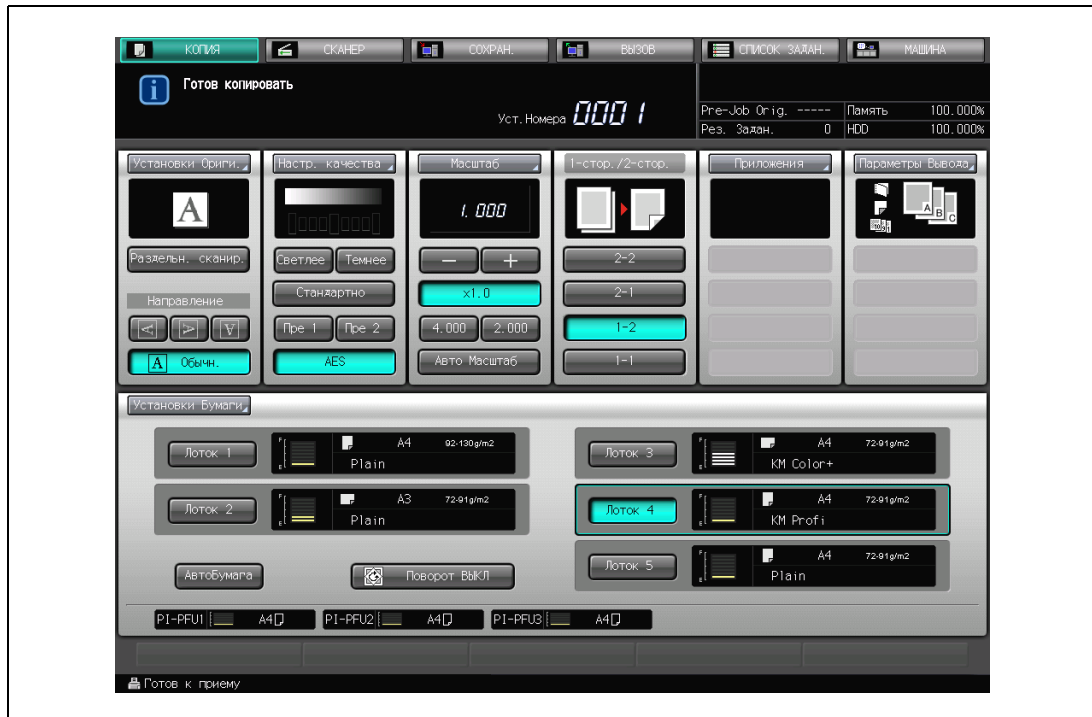 КОПИЯ СКАНЕР СОХРАН. ВЫЗОВ СПИСОК ЗАДАН. МАШИНА
Готов копировать
Уст.Номера 0001
Pre-Job Orig. ----- Память 100.000%
Рез. Задан. 0 HDD 100.000%
Установки Ориги. Настр. качества Масштаб 1-стор./2-стор. Приложения Параметры Вывода
A 1.000 A B C
Раздельн. сканир. Светлее Темнее — + 2-2
Направление Стандартно x1.0 2-1
A A A Пре 1 Пре 2 4.000 2.000 1-2
A Обычн. AES Авто Масштаб 1-1
Установки Бумаги
Лоток 1 F E A4 92-130g/m2 Plain
Лоток 3 F E A4 72-91g/m2 KM Color+
Лоток 2 F E A3 72-91g/m2 Plain
Лоток 4 F E A4 72-91g/m2 KM Profi
Лоток 5 F E A4 72-91g/m2 Plain
АвтоБумага Поворот ВЫКЛ
PI-PFU1 A4 PI-PFU2 A4 PI-PFU3 A4
Готов к приему